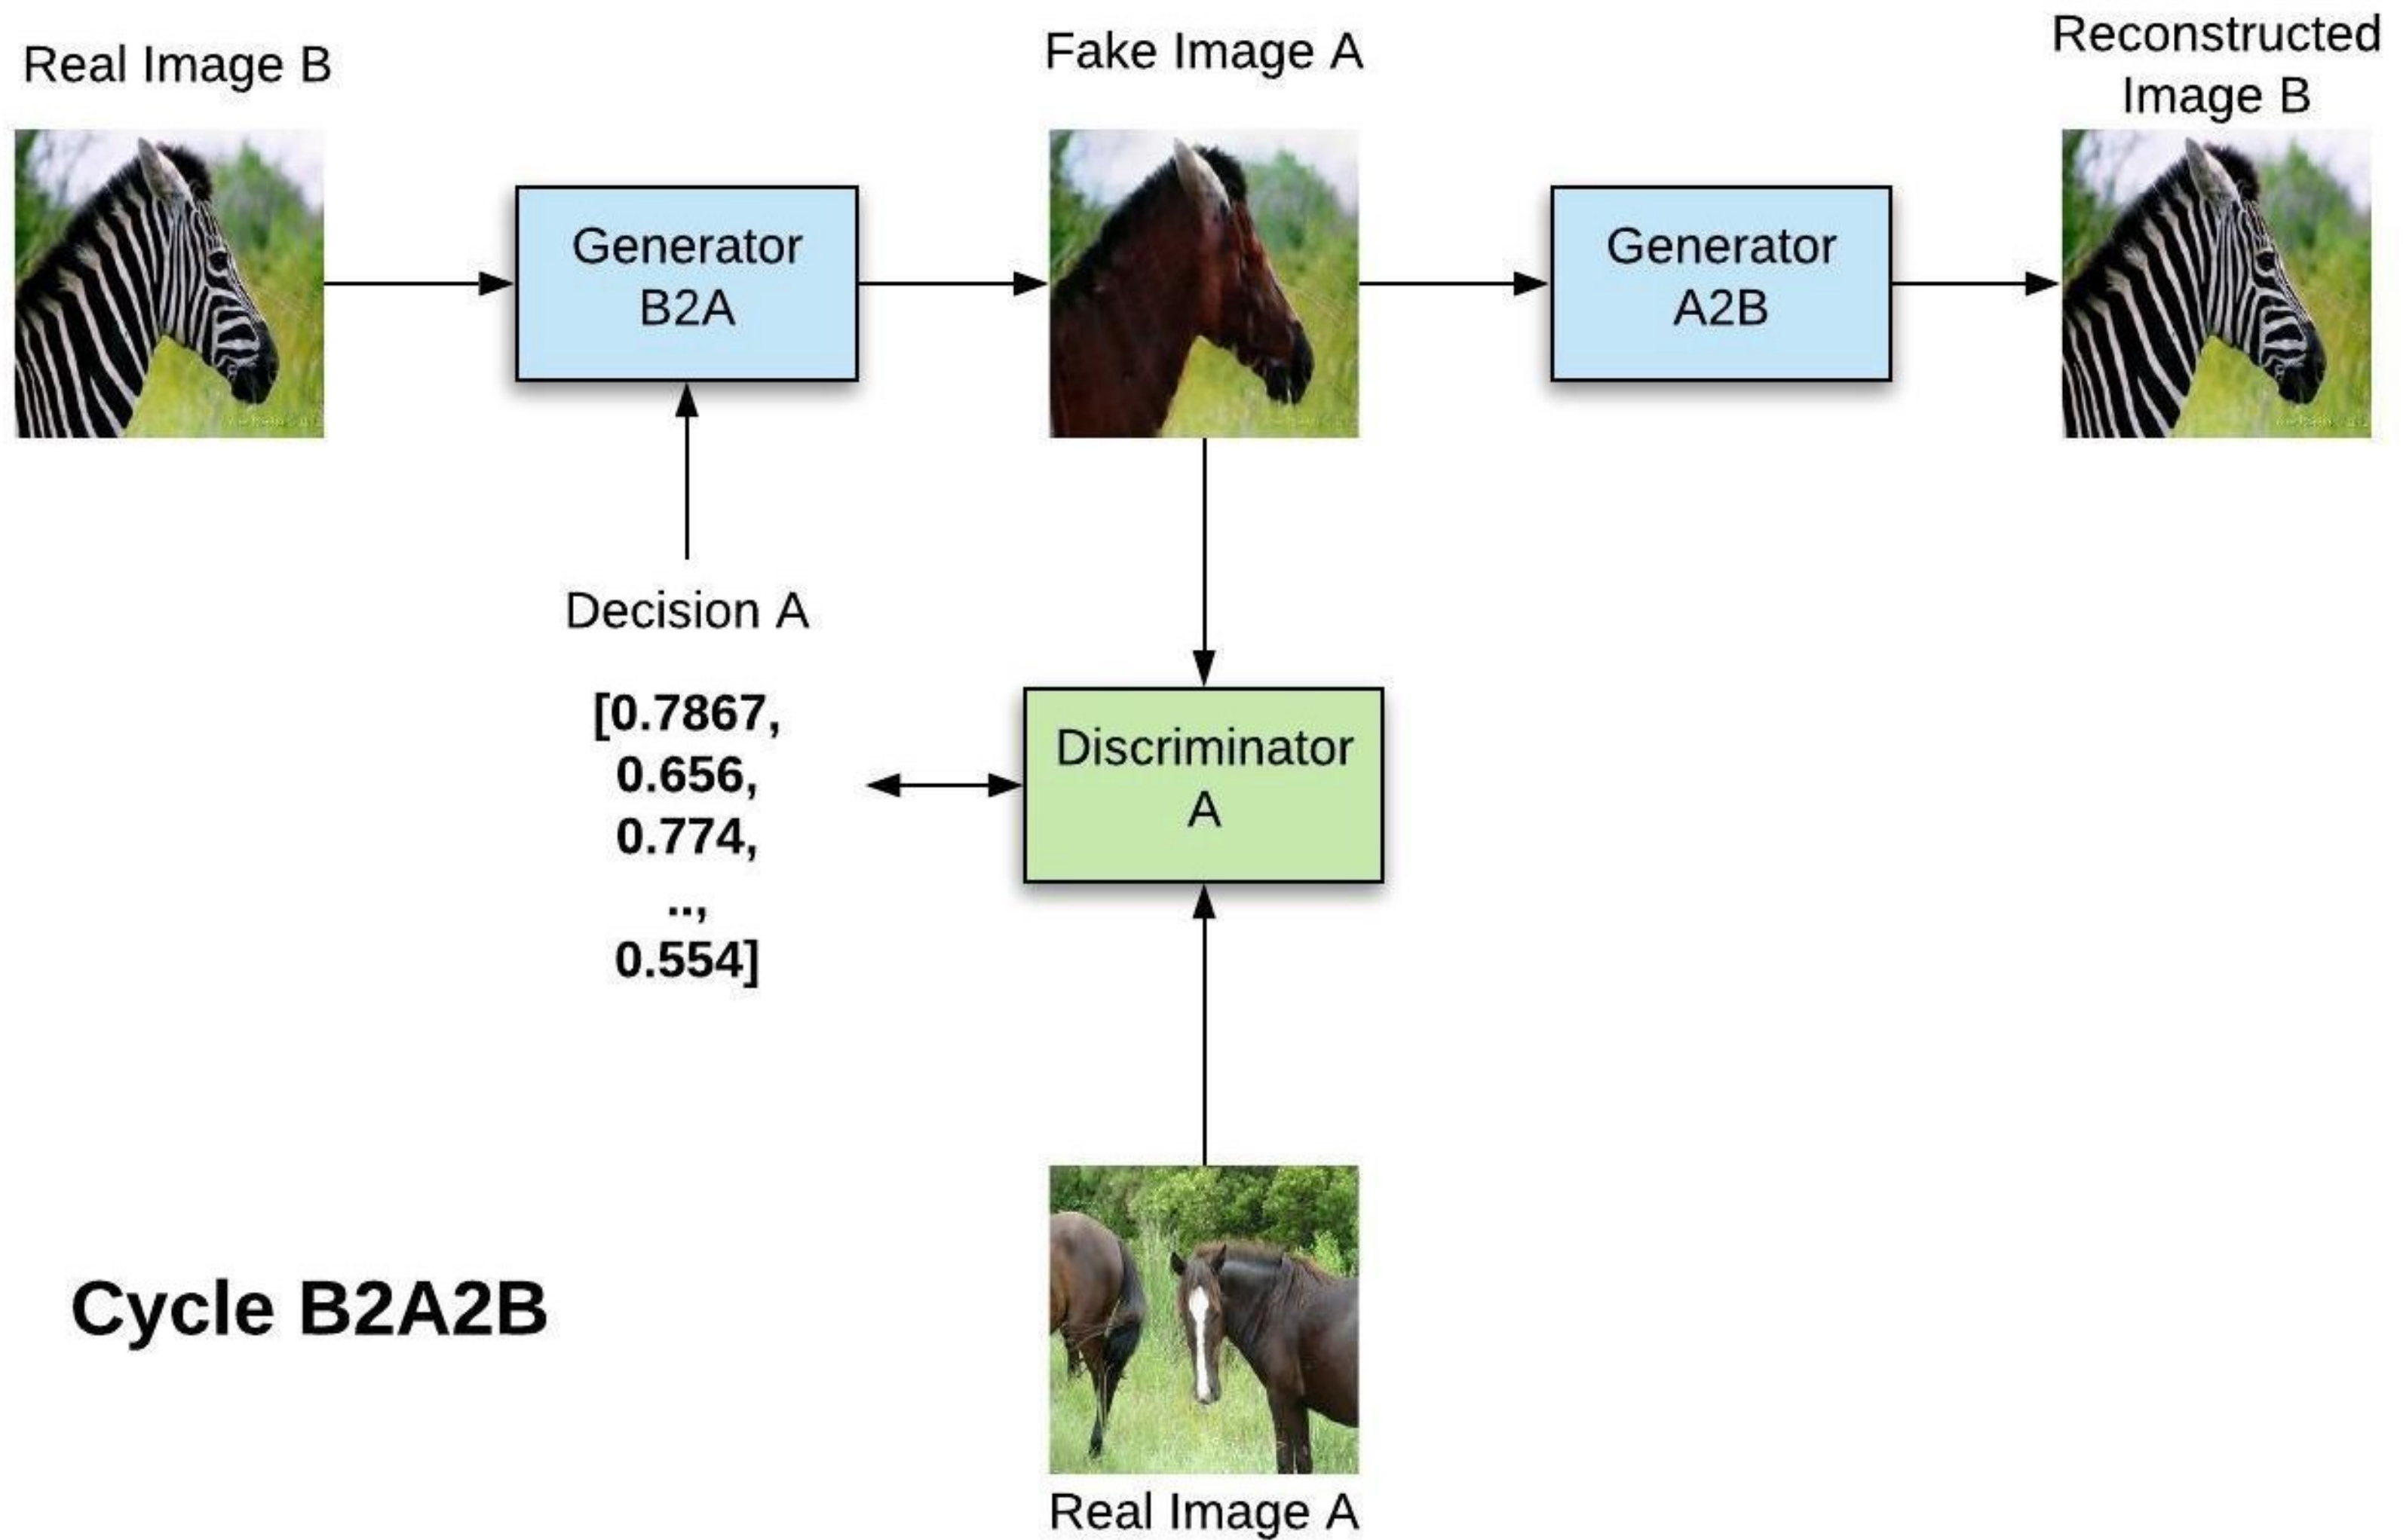 Real Image B
Fake Image A
Reconstructed
Image B
Generator
B2A
Generator
A2B
Decision A
[0.7867,
0.656,
0.774,
..,
0.554]
Discriminator
A
Cycle B2A2B
Real Image A